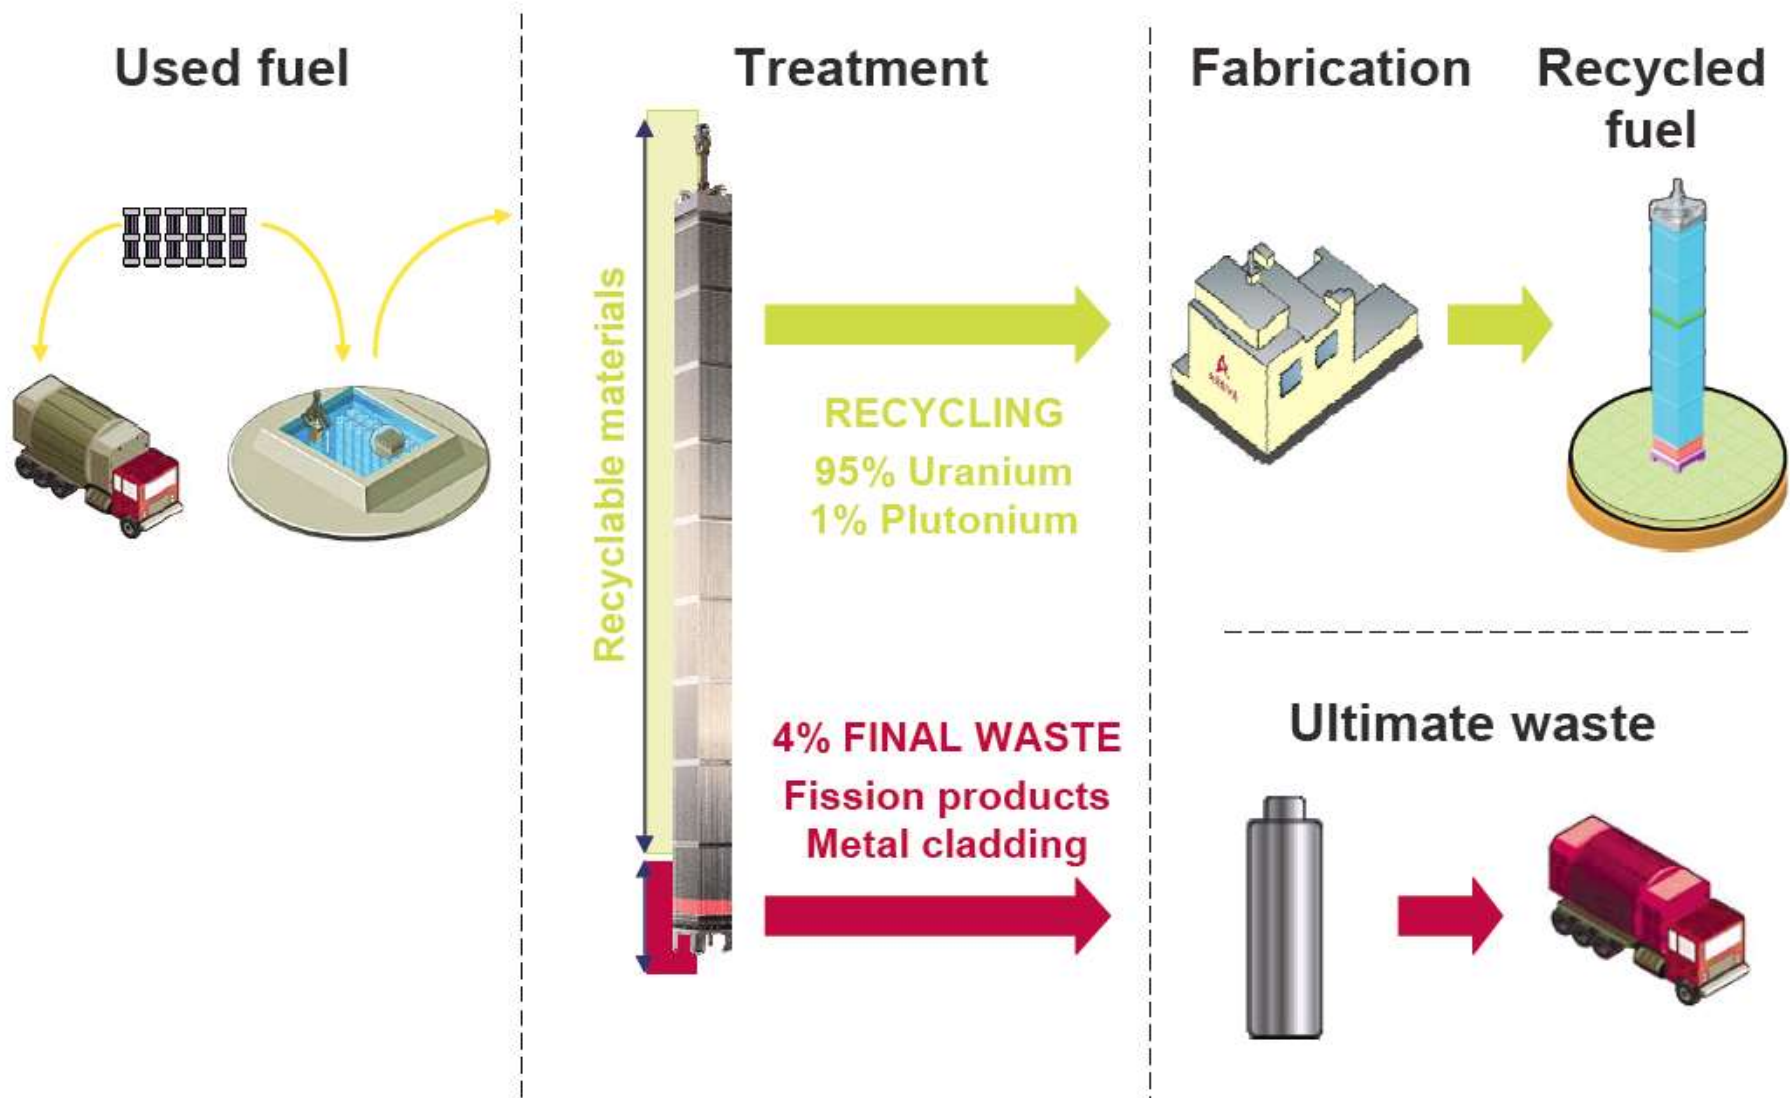 Used fuel
Treatment
Fabrication
Recycled
fuel
Recyclable materials
RECYCLING
95% Uranium
1% Plutonium
4% FINAL WASTE
Fission products
Metal cladding
Ultimate waste